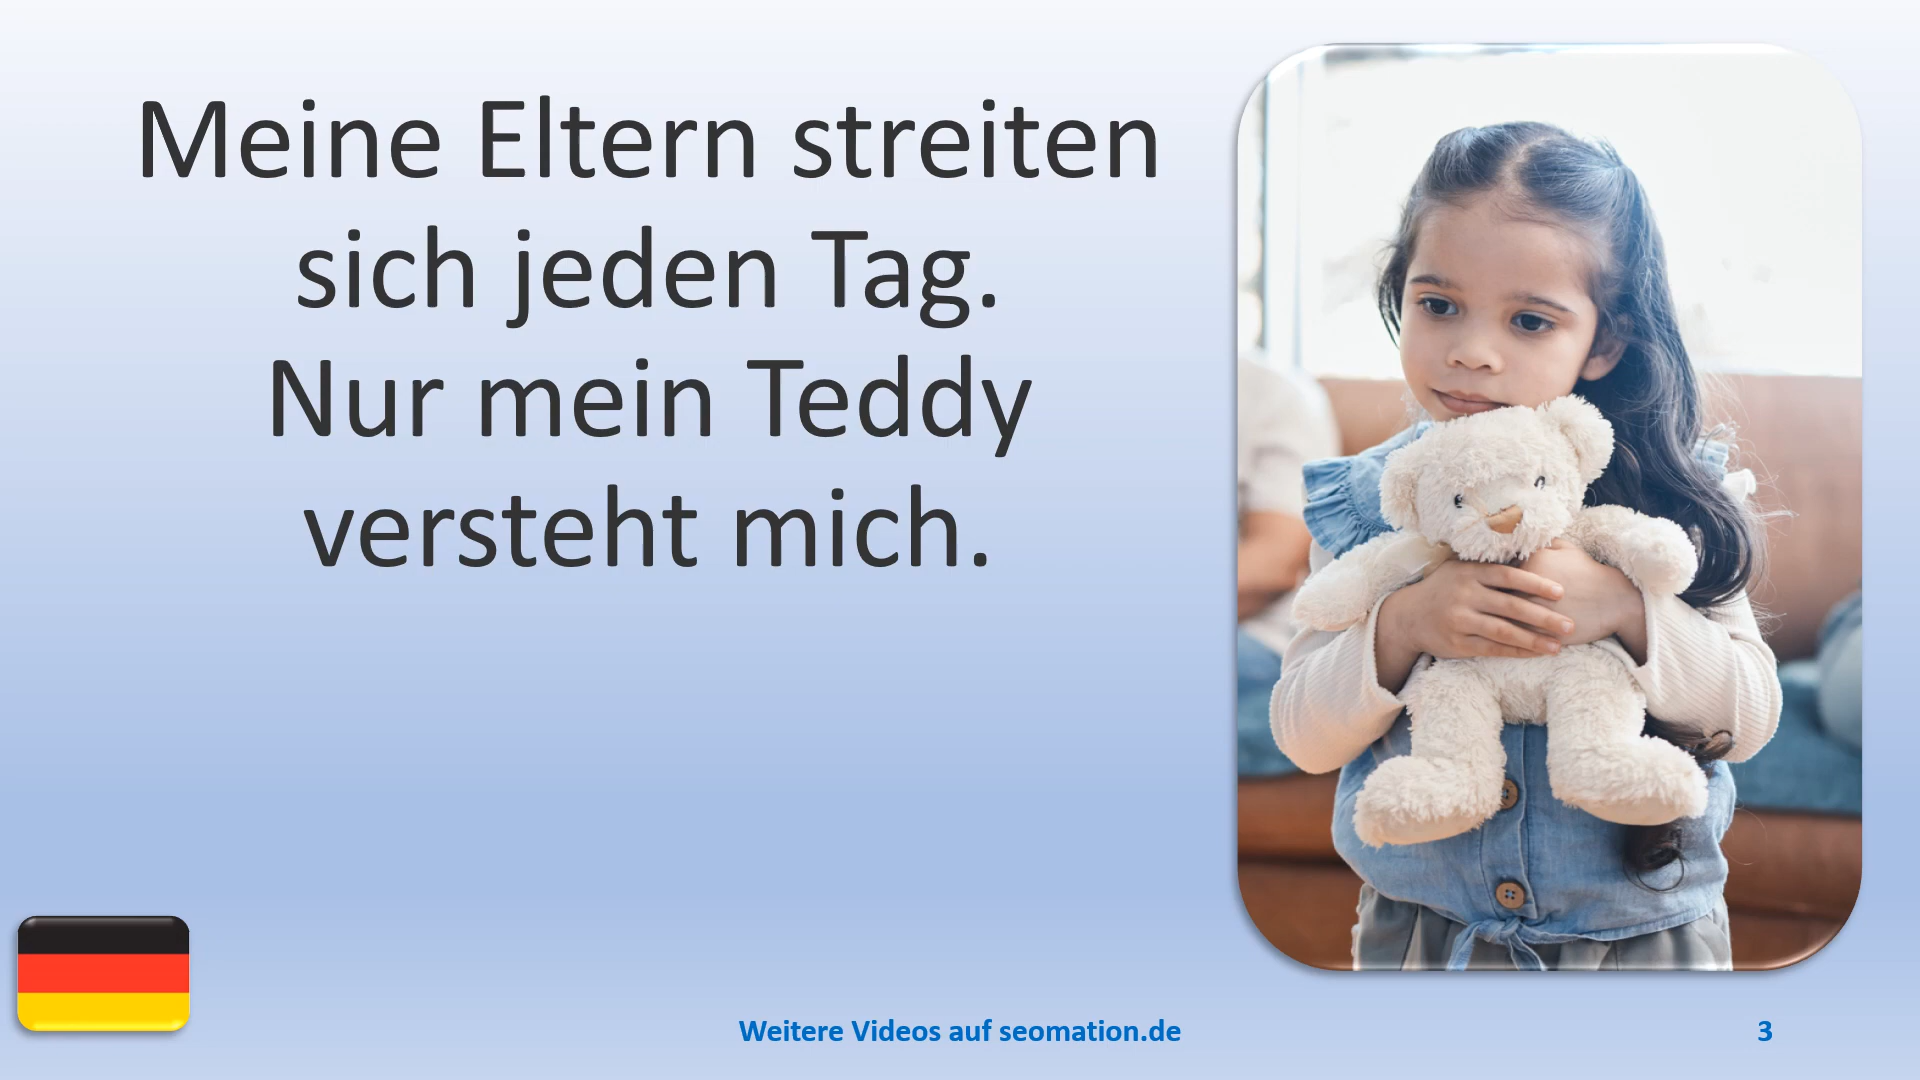 Meine Eltern streiten
sich jeden Tag.
Nur mein Teddy
versteht mich.
Weitere Videos auf seomation.de
3